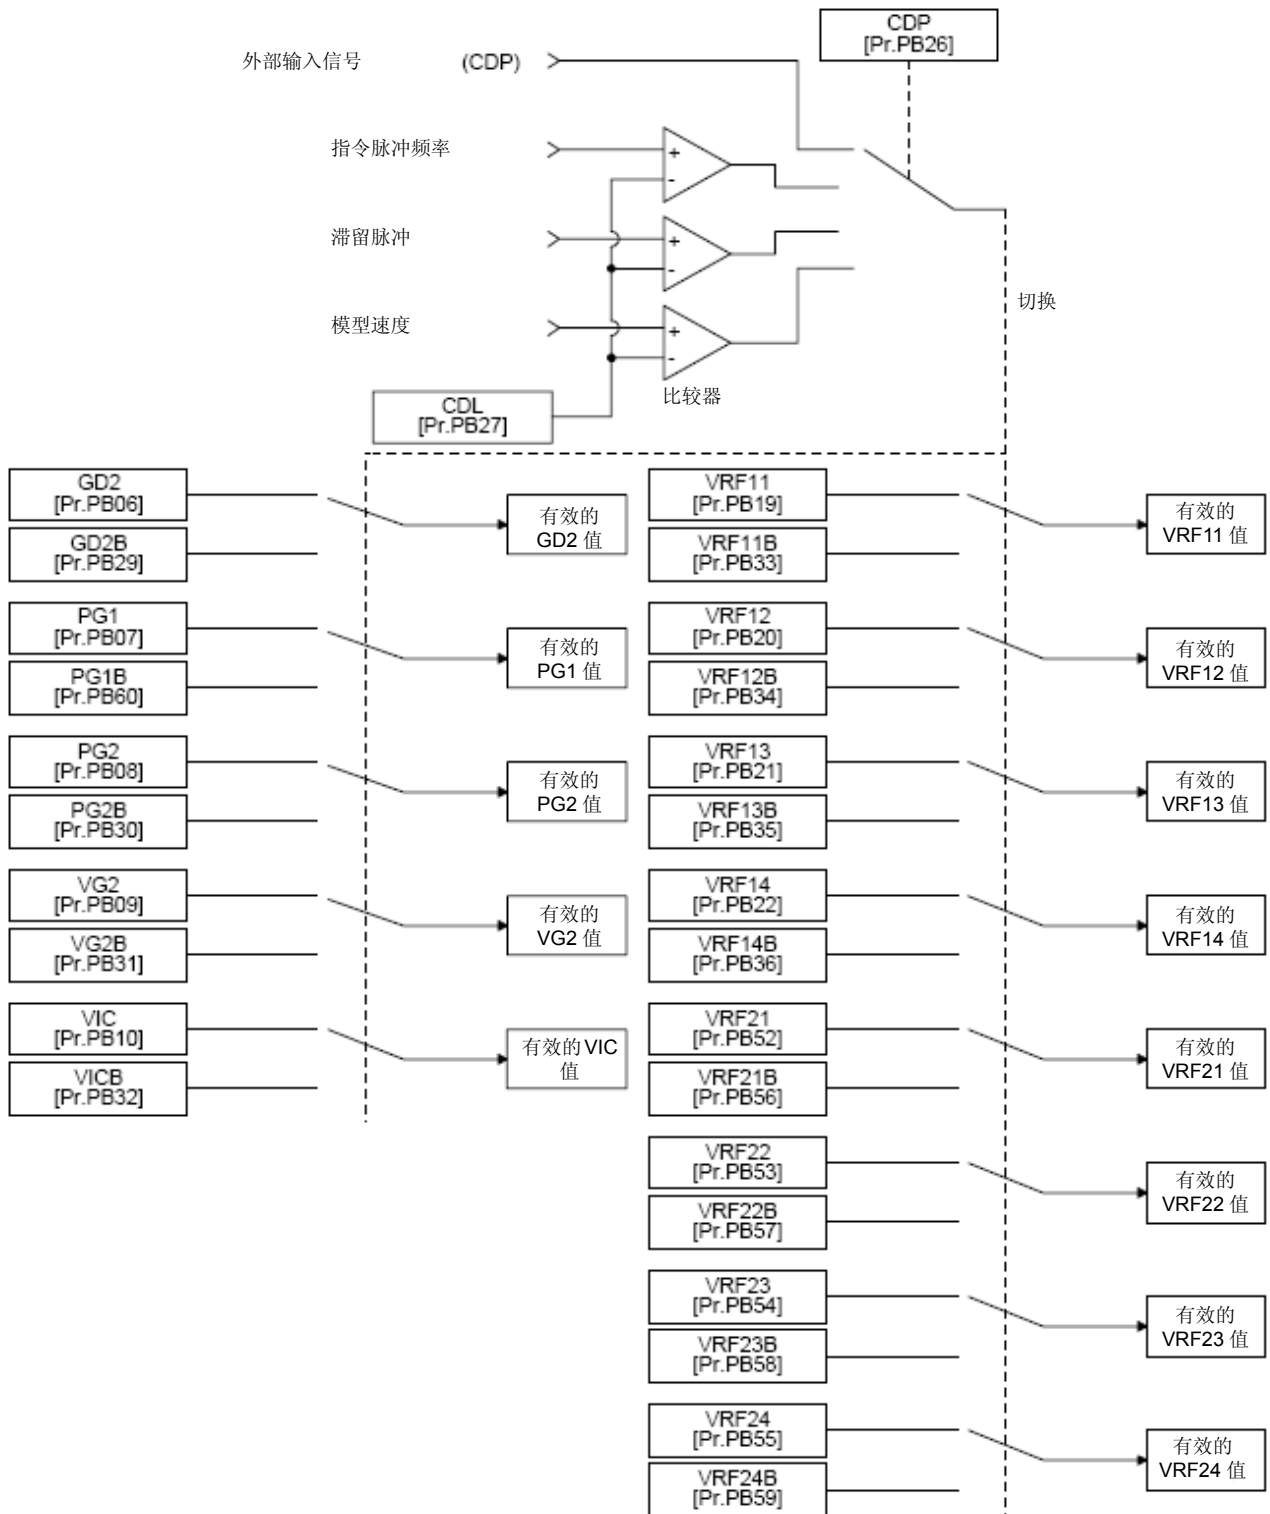 CDP
[Pr.PB26]
外部输入信号 (CDP)
指令脉冲频率
+
-
滞留脉冲
+
-
切换
模型速度
+
-
比较器
CDL
[Pr.PB27]
GD2
[Pr.PB06]
GD2B
[Pr.PB29]
有效的
GD2 值
PG1
[Pr.PB07]
PG1B
[Pr.PB60]
有效的
PG1 值
PG2
[Pr.PB08]
PG2B
[Pr.PB30]
有效的
PG2 值
VG2
[Pr.PB09]
VG2B
[Pr.PB31]
有效的
VG2 值
VIC
[Pr.PB10]
VICB
[Pr.PB32]
有效的VIC
值
VRF11
[Pr.PB19]
VRF11B
[Pr.PB33]
有效的
VRF11 值
VRF12
[Pr.PB20]
VRF12B
[Pr.PB34]
有效的
VRF12 值
VRF13
[Pr.PB21]
VRF13B
[Pr.PB35]
有效的
VRF13 值
VRF14
[Pr.PB22]
VRF14B
[Pr.PB36]
有效的
VRF14 值
VRF21
[Pr.PB52]
VRF21B
[Pr.PB56]
有效的
VRF21 值
VRF22
[Pr.PB53]
VRF22B
[Pr.PB57]
有效的
VRF22 值
VRF23
[Pr.PB54]
VRF23B
[Pr.PB58]
有效的
VRF23 值
VRF24
[Pr.PB55]
VRF24B
[Pr.PB59]
有效的
VRF24 值